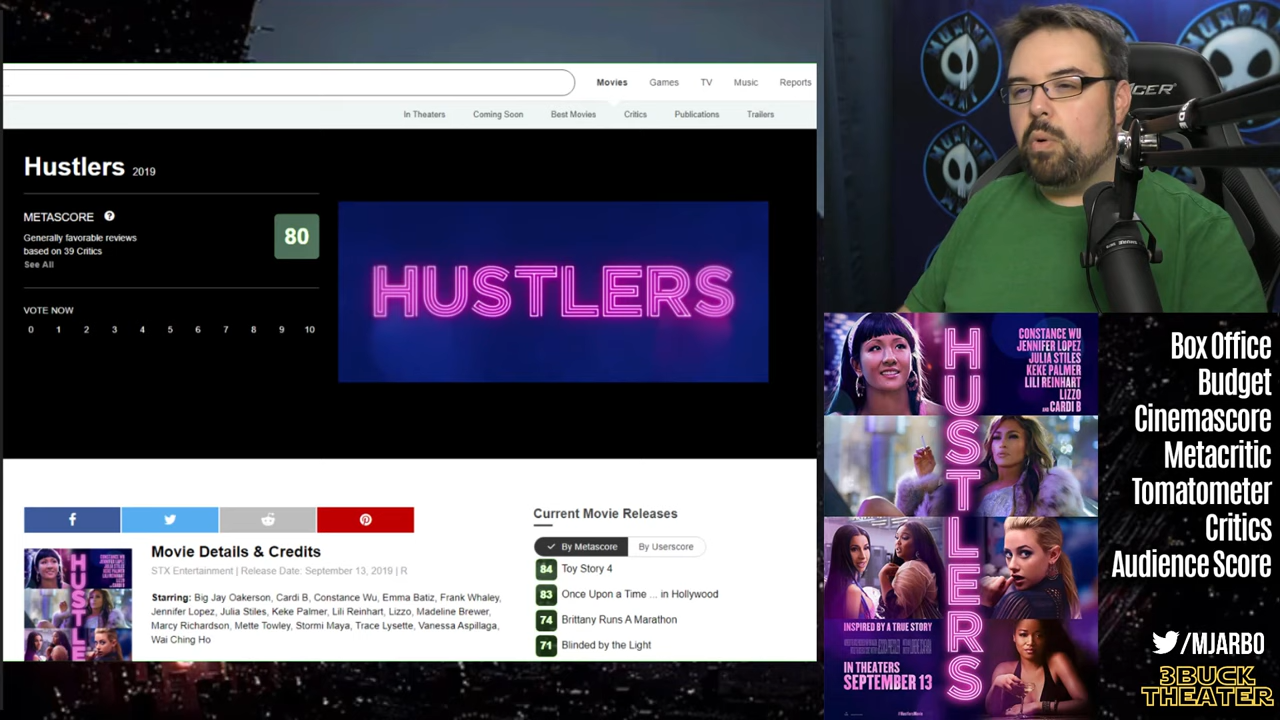 Movies Games TV Music Reports
In Theaters Coming Soon Best Movies Critics Publications Trailers
Hustlers 2019
METASCORE ?
Generally favorable reviews
based on 39 Critics
See All
80
VOTE NOW
0 1 2 3 4 5 6 7 8 9 10
HUSTLERS
Current Movie Releases
✓ By Metascore By Userscore
84 Toy Story 4
83 Once Upon a Time ... in Hollywood
74 Brittany Runs A Marathon
71 Blinded by the Light
Movie Details & Credits
STX Entertainment | Release Date: September 13, 2019 | R
Starring: Big Jay Oakerson, Cardi B, Constance Wu, Emma Batiz, Frank Whaley,
Jennifer Lopez, Julia Stiles, Keke Palmer, Lili Reinhart, Lizzo, Madeline Brewer,
Marcy Richardson, Mette Towley, Stormi Maya, Trace Lysette, Vanessa Aspillaga,
Wai Ching Ho
MUNDANE
CONSTANCE WU
JENNIFER LOPEZ
JULIA STILES
KEKE PALMER
LILI REINHART
LIZZO
AND CARDI B
HUSTLERS
INSPIRED BY A TRUE STORY
IN THEATERS
SEPTEMBER 13
Box Office
Budget
Cinemascore
Metacritic
Tomatometer
Critics
Audience Score
/MJARBO
3BUCK
THEATER